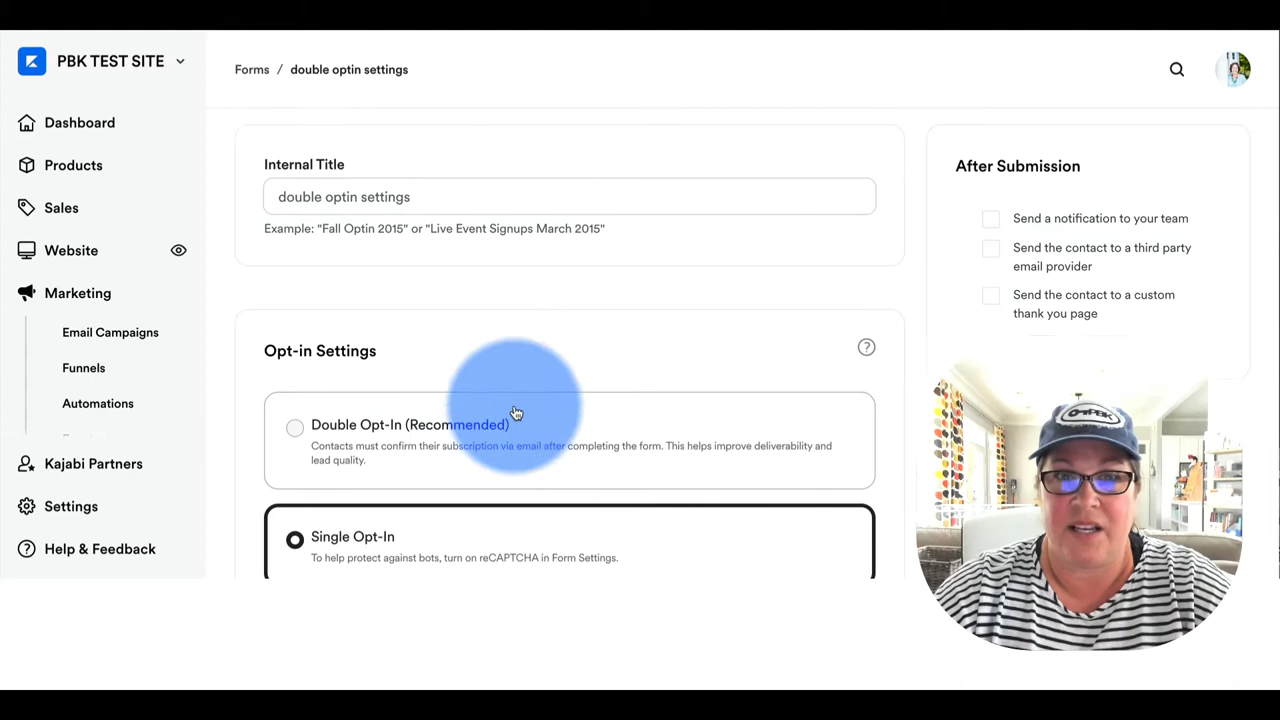 PBK TEST SITE
Dashboard
Products
Sales
Website
Marketing
Email Campaigns
Funnels
Automations
Kajabi Partners
Settings
Help & Feedback
Forms / double optin settings
Internal Title
double optin settings
Example: "Fall Optin 2015" or "Live Event Signups March 2015"
Opt-in Settings
?
Double Opt-In (Recommended)
Contacts must confirm their subscription via email after completing the form. This helps improve deliverability and
lead quality.
Single Opt-In
To help protect against bots, turn on reCAPTCHA in Form Settings.
After Submission
Send a notification to your team
Send the contact to a third party
email provider
Send the contact to a custom
thank you page
PBK